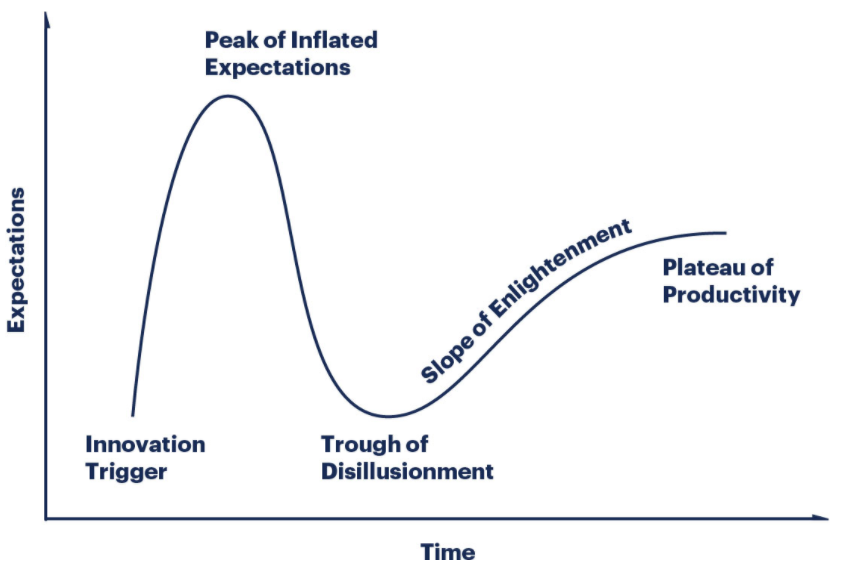 Peak of Inflated
Expectations
Expectations
Slope of Enlightenment
Plateau of
Productivity
Innovation
Trigger
Trough of
Disillusionment
Time